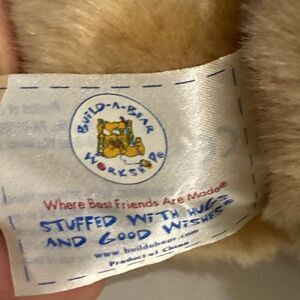 BUILD-A-BEAR
WORKSHOP
Where Best Friends Are Made®
STUFFED WITH HUGS
AND GOOD WISHES®
www.buildabear.com
Product of China